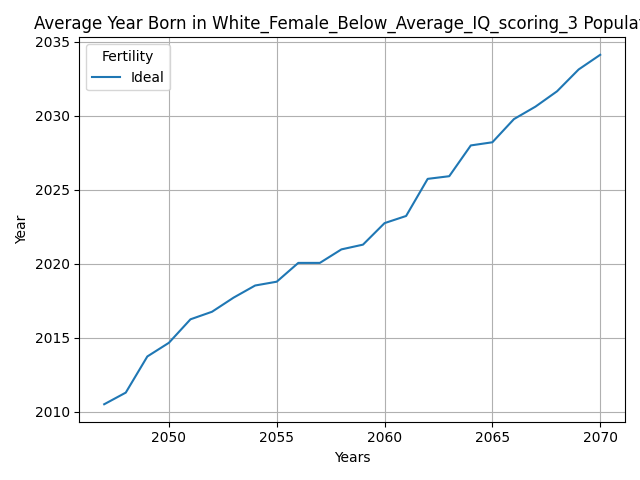 Average Year Born in White_Female_Below_Average_IQ_scoring_3 Popula
Fertility
Ideal
2035
2030
2025
2020
2015
2010
Year
2050 2055 2060 2065 2070
Years